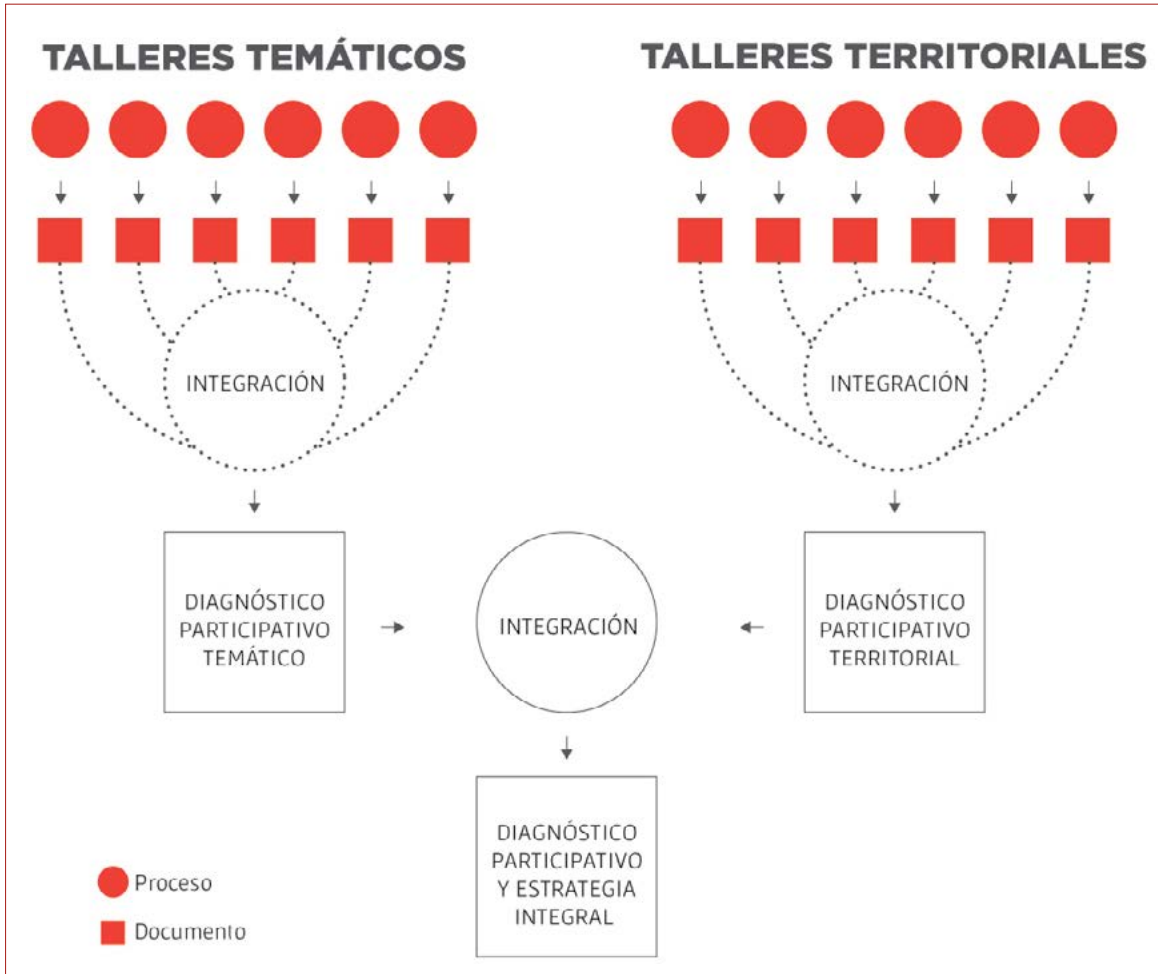 TALLERES TEMÁTICOS
TALLERES TERRITORIALES
INTEGRACIÓN
INTEGRACIÓN
DIAGNÓSTICO
PARTICIPATIVO
TEMÁTICO
INTEGRACIÓN
DIAGNÓSTICO
PARTICIPATIVO
TERRITORIAL
DIAGNÓSTICO
PARTICIPATIVO
Y ESTRATEGIA
INTEGRAL
Proceso
Documento